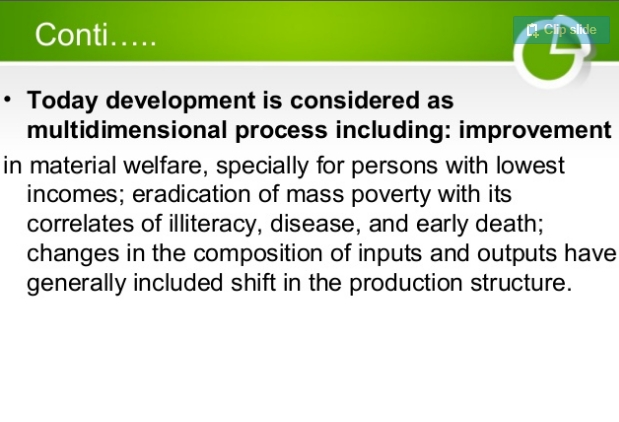 Conti…..
Clip slide
• Today development is considered as
multidimensional process including: improvement
in material welfare, specially for persons with lowest
incomes; eradication of mass poverty with its
correlates of illiteracy, disease, and early death;
changes in the composition of inputs and outputs have
generally included shift in the production structure.